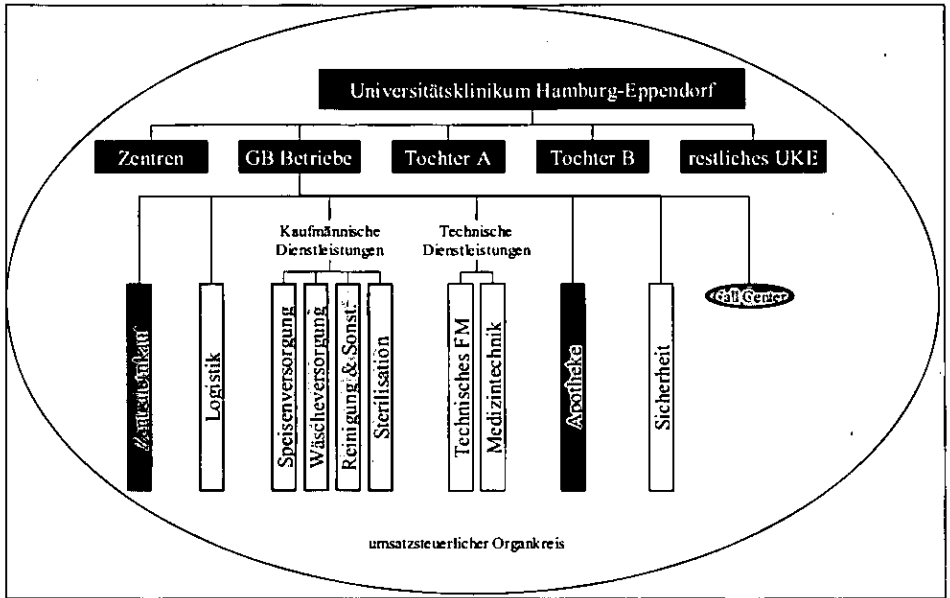 Universitätsklinikum Hamburg-Eppendorf
Zentren
GB Betriebe
Tochter A
Tochter B
restliches UKE
Kaufmännische
Dienstleistungen
Technische
Dienstleistungen
Call Center
Zentraleinkauf
Logistik
Speisenversorgung
Wäscheversorgung
Reinigung & Sonst.
Sterilisation
Technisches FM
Medizintechnik
Apotheke
Sicherheit
umsatzsteuerlicher Organkreis